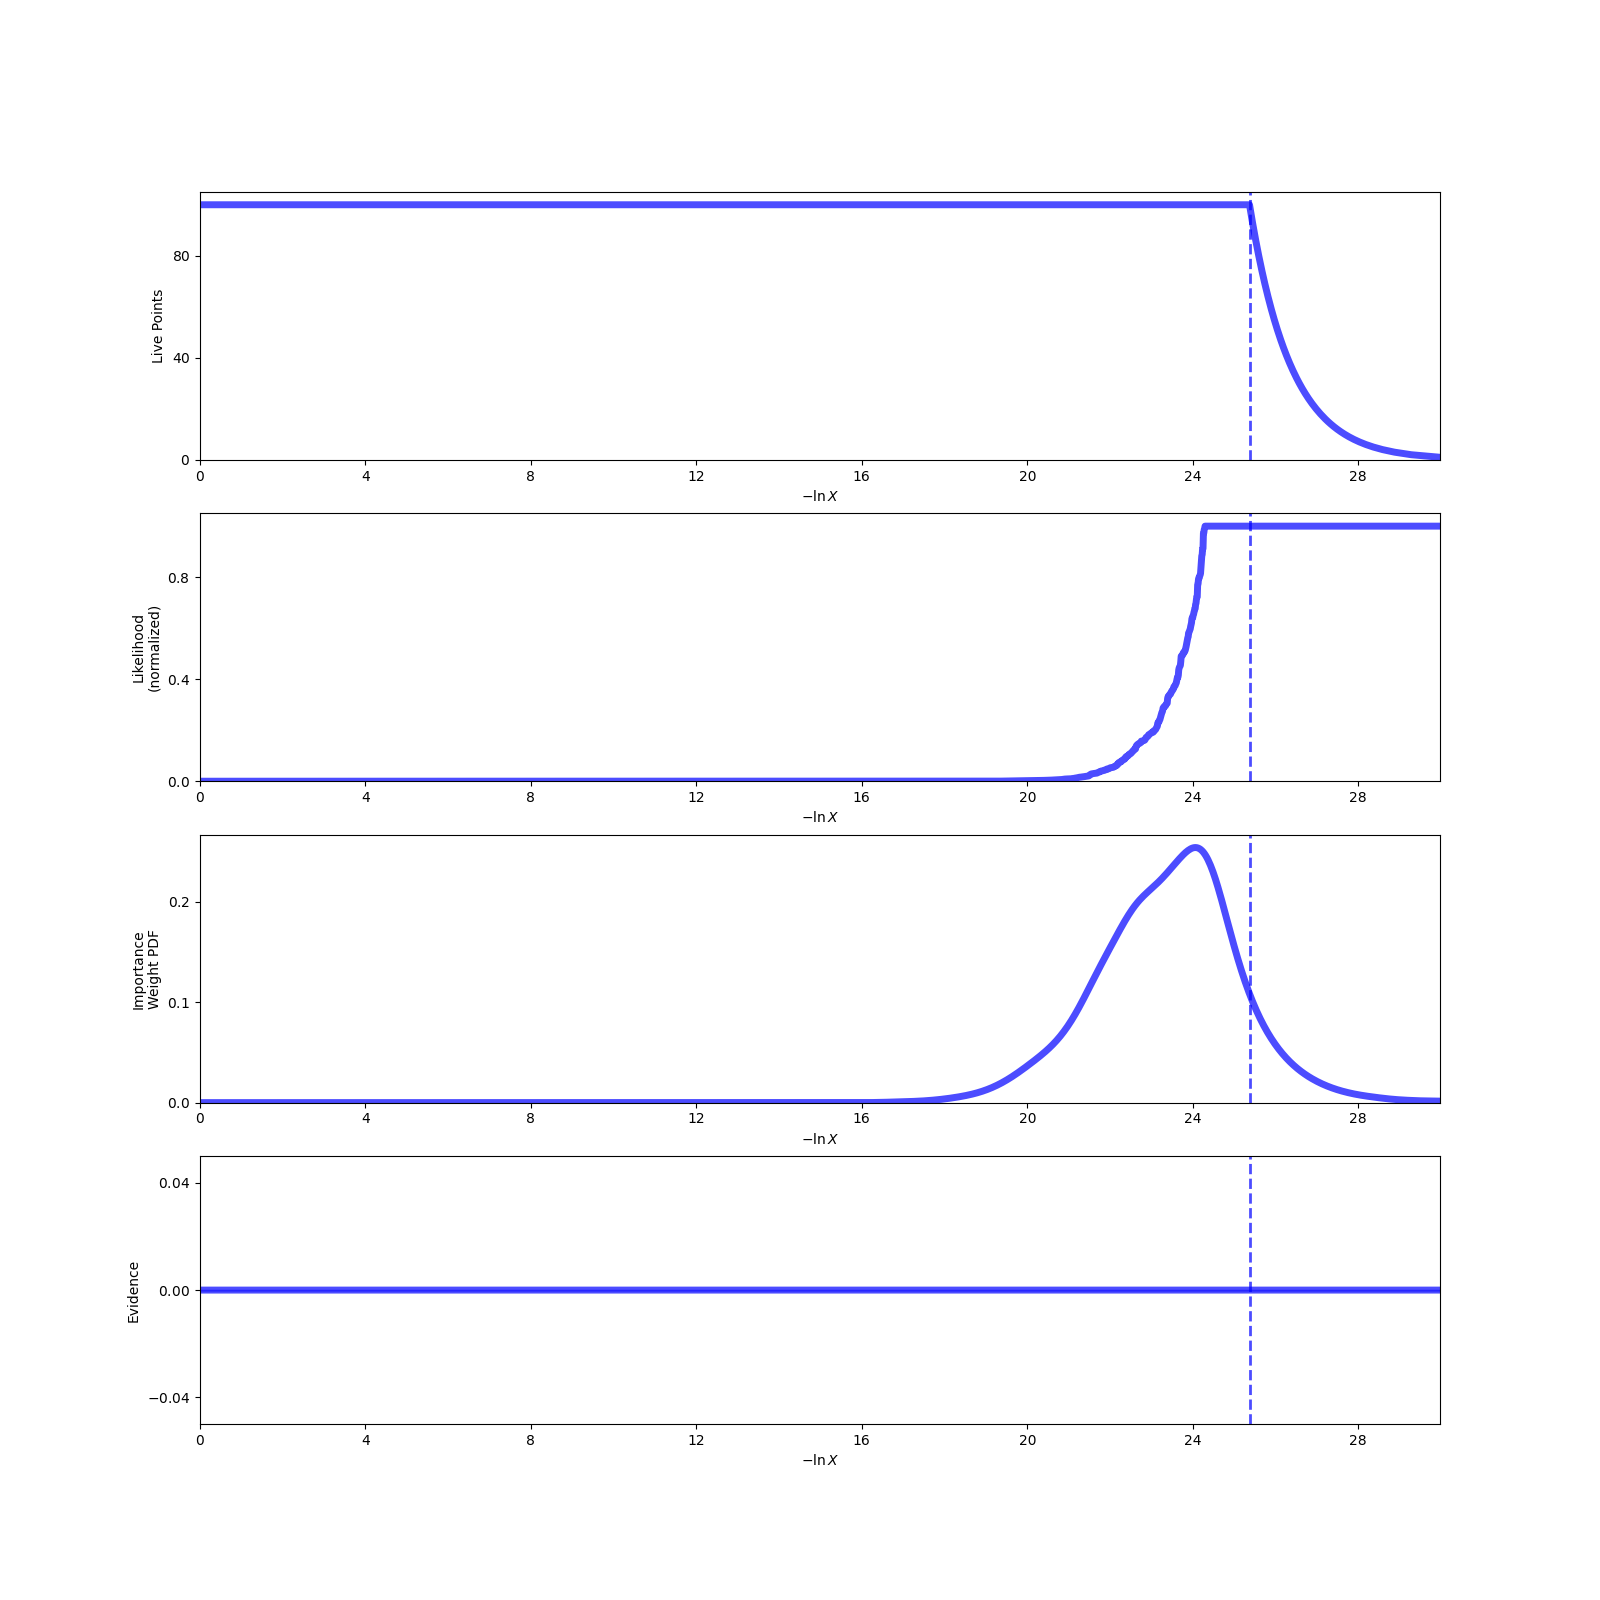 80
40
0
Live Points
0 4 8 12 16 20 24 28
−ln X
0.8
0.4
0.0
Likelihood
(normalized)
0 4 8 12 16 20 24 28
−ln X
0.2
0.1
0.0
Importance
Weight PDF
0 4 8 12 16 20 24 28
−ln X
0.04
0.00
−0.04
Evidence
0 4 8 12 16 20 24 28
−ln X